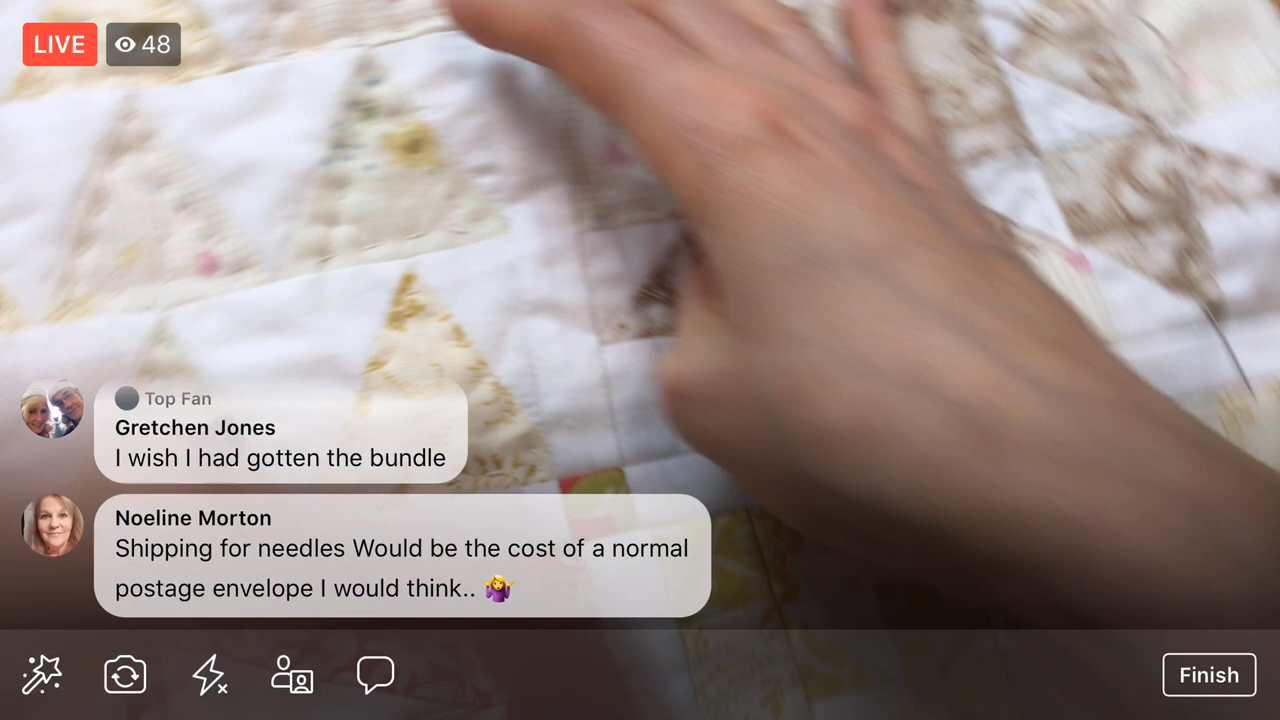 LIVE 48
Top Fan
Gretchen Jones
I wish I had gotten the bundle
Noeline Morton
Shipping for needles Would be the cost of a normal
postage envelope I would think.. 🤷‍♀️
Finish